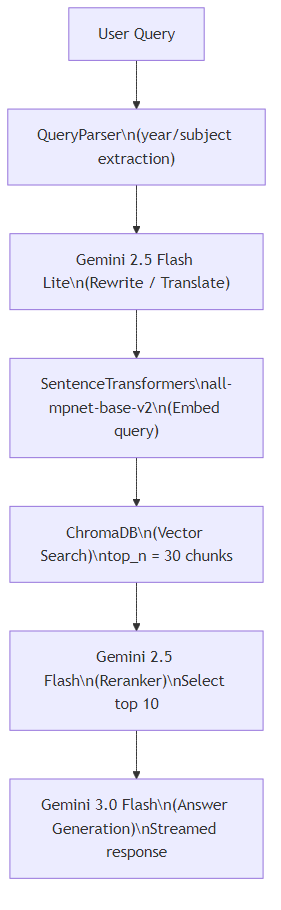 User Query
QueryParser\n(year/subject
extraction)
Gemini 2.5 Flash
Lite\n(Rewrite / Translate)
SentenceTransformers\nall-
mpnet-base-v2\n(Embed
query)
ChromaDB\n(Vector
Search)\ntop_n = 30 chunks
Gemini 2.5
Flash\n(Reranker)\nSelect
top 10
Gemini 3.0 Flash\n(Answer
Generation)\nStreamed
response